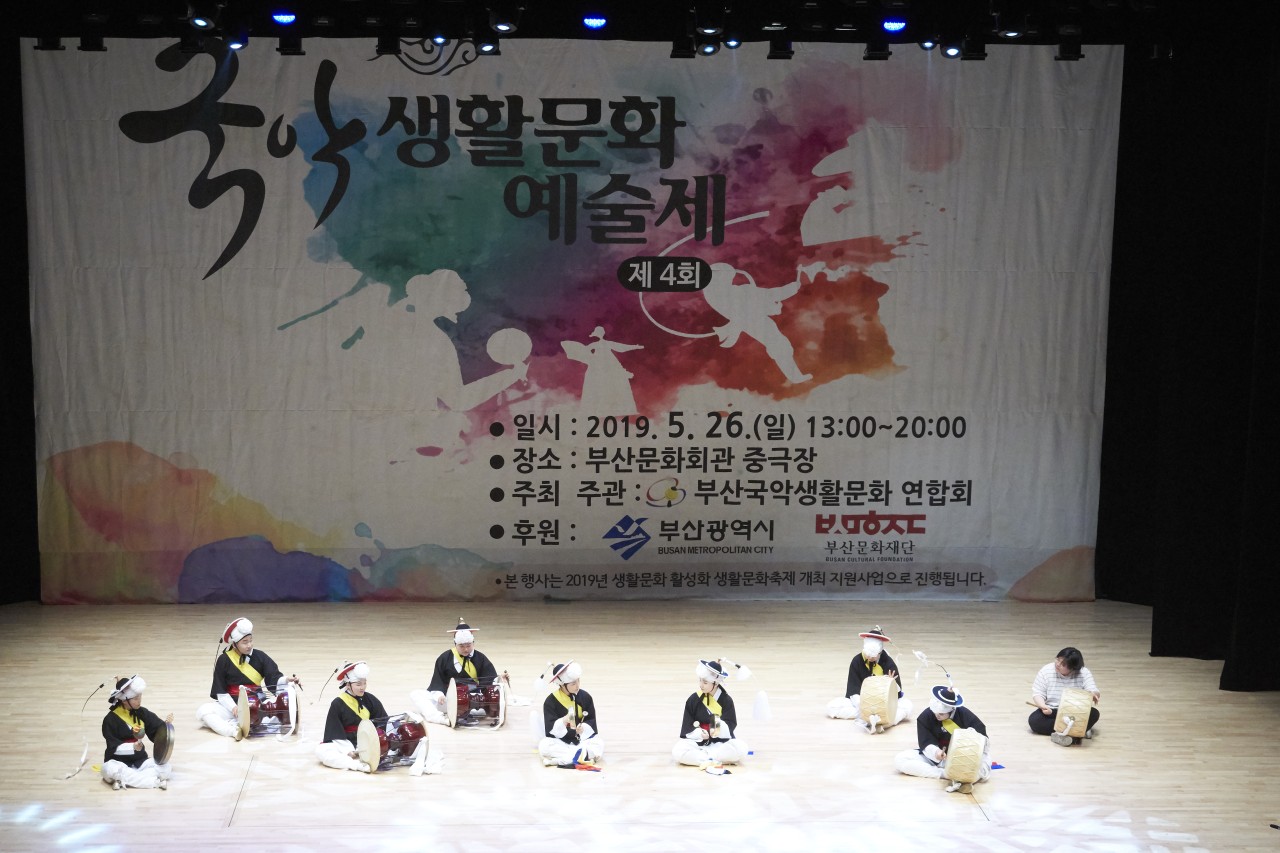 국악 생활문화
예술제
제 4회
● 일시 : 2019. 5. 26.(일) 13:00~20:00
● 장소 : 부산문화회관 중극장
● 주최 주관 : 부산국악생활문화 연합회
● 후원 : 부산광역시
BUSAN METROPOLITAN CITY
부산문화재단
BUSAN CULTURAL FOUNDATION
● 본 행사는 2019년 생활문화 활성화 생활문화축제 개최 지원사업으로 진행됩니다.